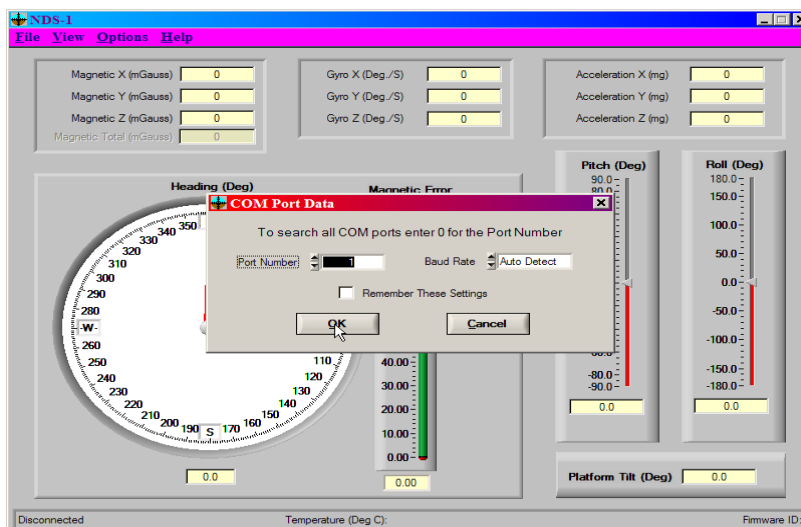 NDS-1
File View Options Help
Magnetic X (mGauss) 0
Magnetic Y (mGauss) 0
Magnetic Z (mGauss) 0
Magnetic Total (mGauss) 0
Gyro X (Deg./S) 0
Gyro Y (Deg./S) 0
Gyro Z (Deg./S) 0
Acceleration X (mg) 0
Acceleration Y (mg) 0
Acceleration Z (mg) 0
Heading (Deg)
350
340
330
320
310
300
290
280
-W-
260
250
240
230
220
210
200
190
S
170
160
150
140
130
120
110
0.0
Magnetic Error
40.00
30.00
20.00
10.00
0.00
0.00
COM Port Data
To search all COM ports enter 0 for the Port Number
Port Number 1
Baud Rate Auto Detect
Remember These Settings
OK Cancel
Pitch (Deg)
90.0
80.0
-80.0
-90.0
0.0
Roll (Deg)
180.0
150.0
100.0
50.0
0.0
-50.0
-100.0
-150.0
-180.0
0.0
Platform Tilt (Deg) 0.0
Disconnected
Temperature (Deg C):
Firmware ID: